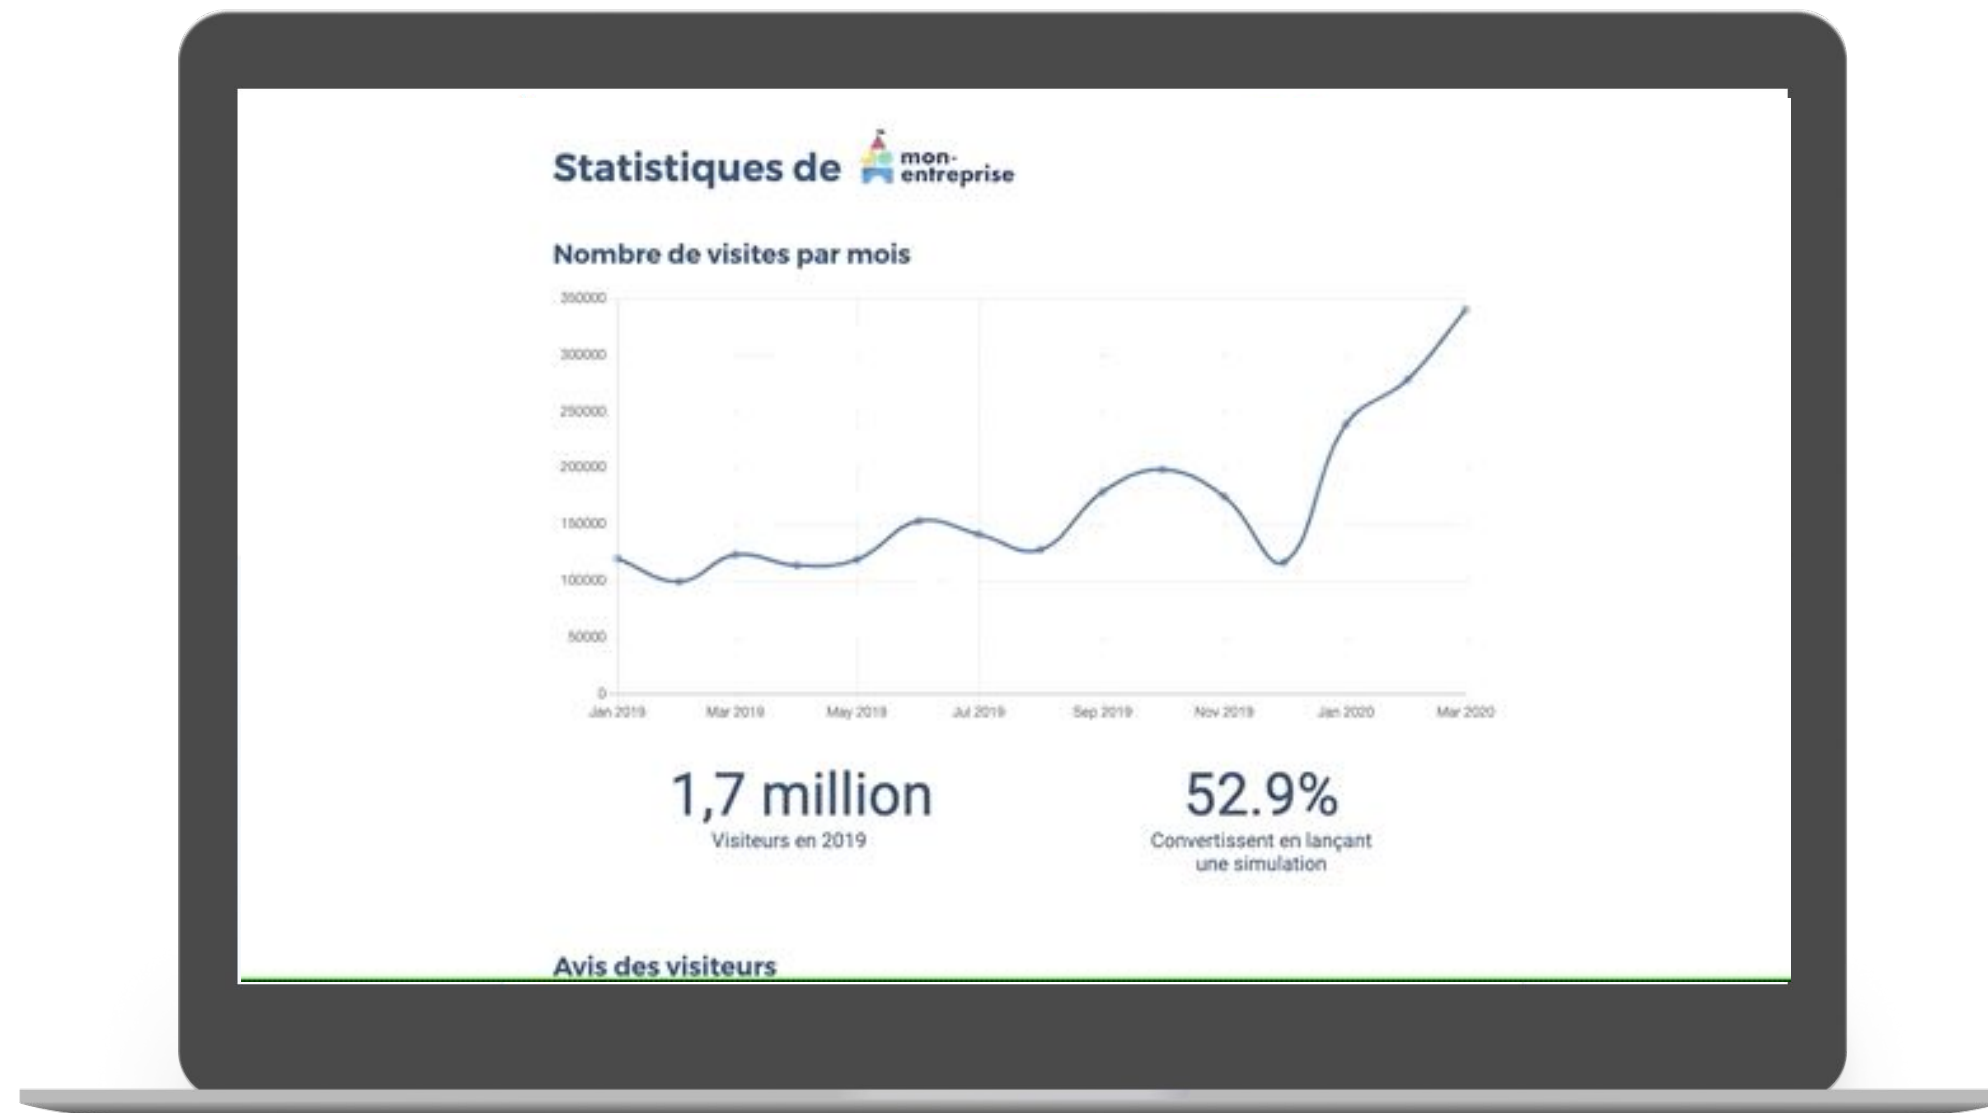 Statistiques de
mon-
entreprise
Nombre de visites par mois
350000
300000
250000
200000
150000
100000
50000
0
Jan 2019 Mar 2019 May 2019 Jul 2019 Sep 2019 Nov 2019 Jan 2020 Mar 2020
1,7 million
Visiteurs en 2019
52.9%
Convertissent en lançant
une simulation
Avis des visiteurs